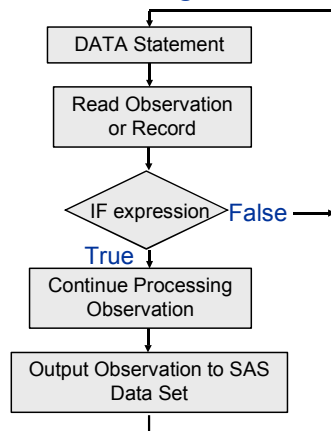 DATA Statement
Read Observation
or Record
IF expression
False
True
Continue Processing
Observation
Output Observation to SAS
Data Set